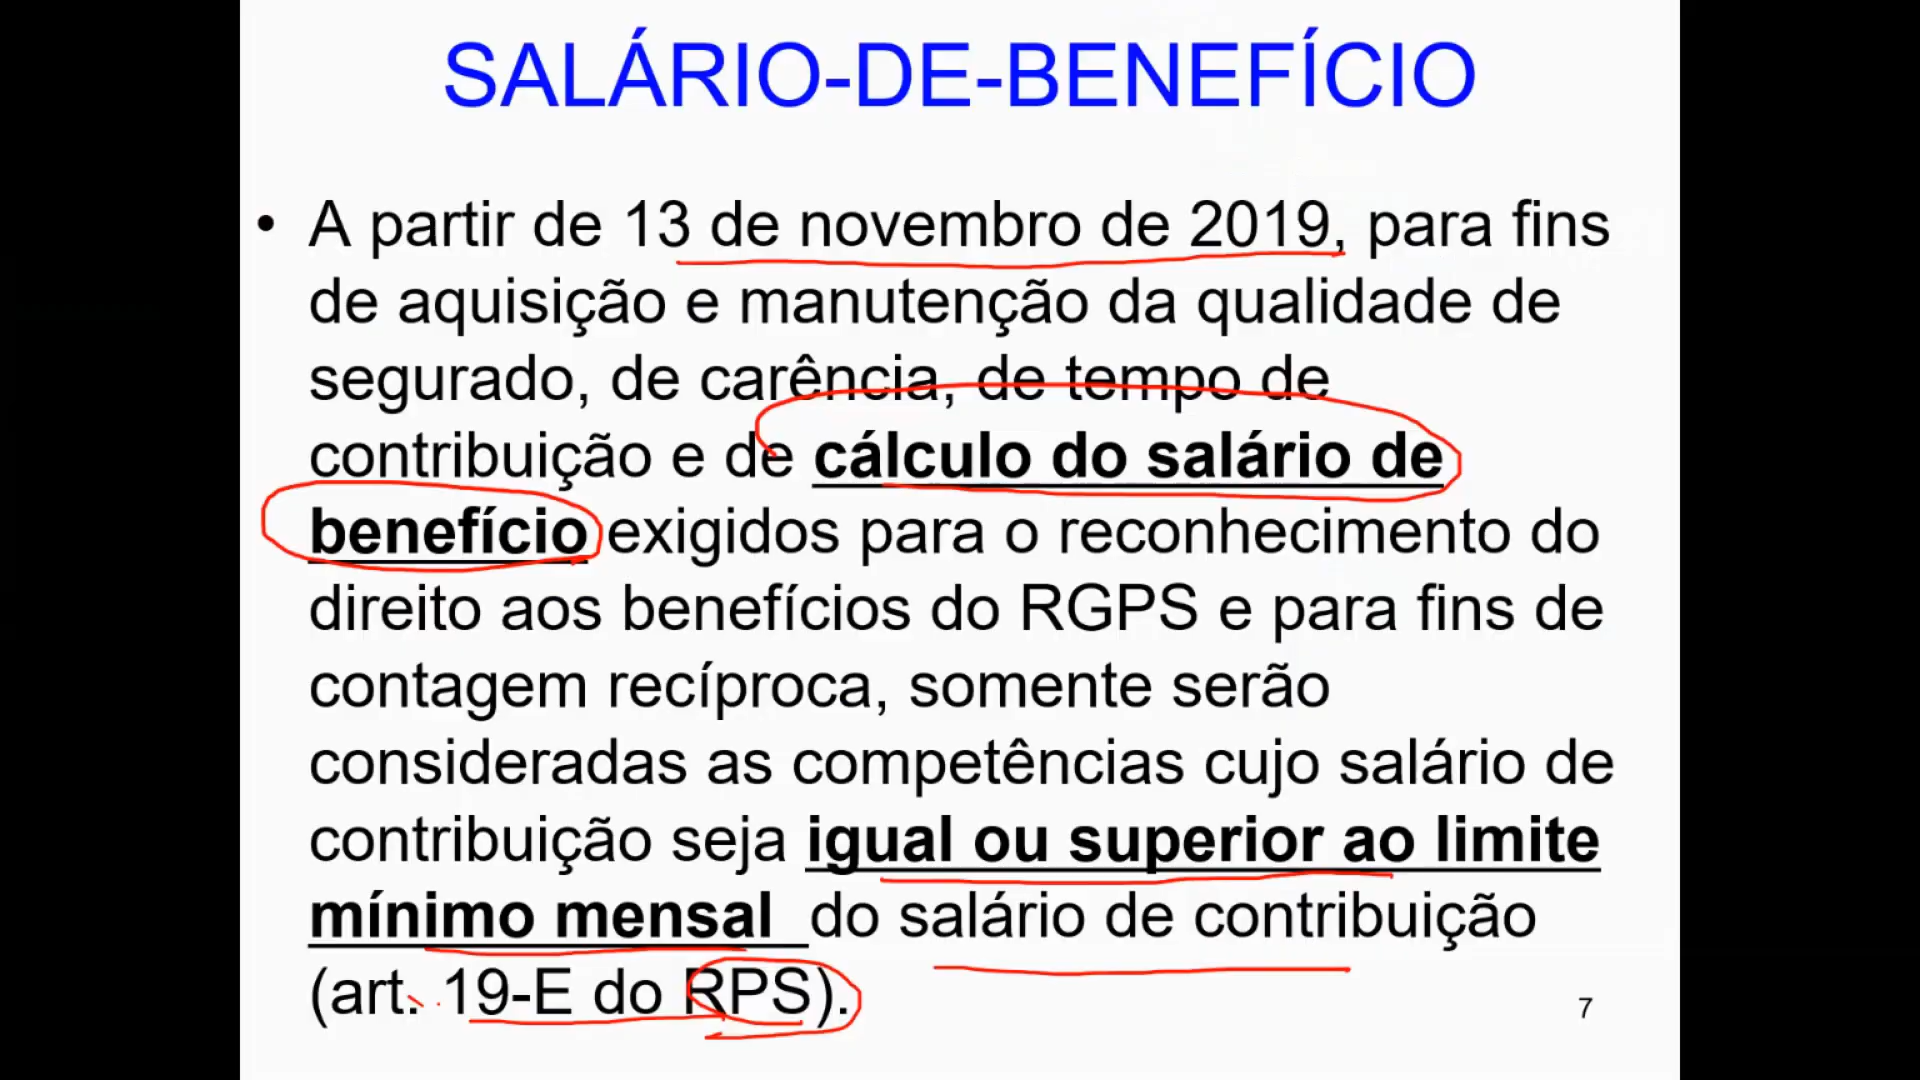 SALÁRIO-DE-BENEFÍCIO
• A partir de 13 de novembro de 2019, para fins
de aquisição e manutenção da qualidade de
segurado, de carência, de tempo de
contribuição e de cálculo do salário de
benefício exigidos para o reconhecimento do
direito aos benefícios do RGPS e para fins de
contagem recíproca, somente serão
consideradas as competências cujo salário de
contribuição seja igual ou superior ao limite
mínimo mensal do salário de contribuição
(art. 19-E do RPS).
7